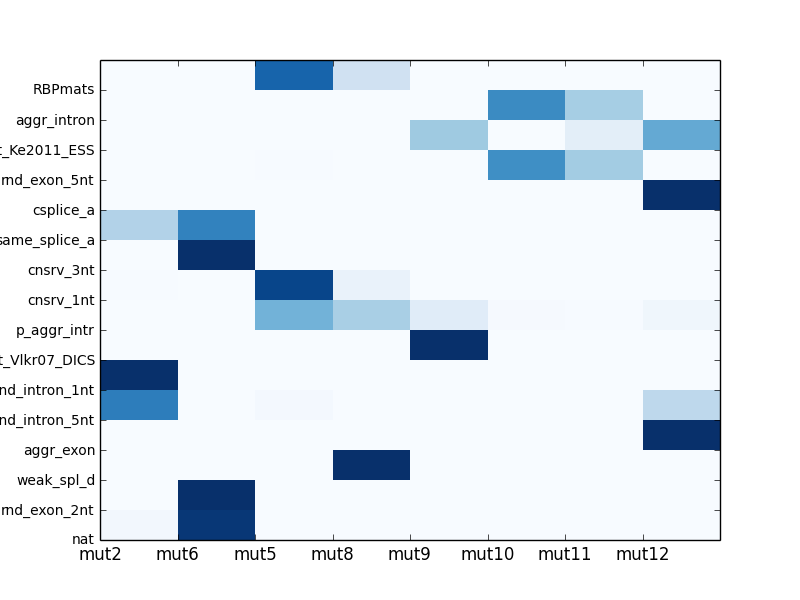 RBPmats
aggr_intron
t_Ke2011_ESS
rnd_exon_5nt
csplice_a
same_splice_a
cnsrv_3nt
cnsrv_1nt
p_aggr_intr
t_Vlkr07_DICS
nd_intron_1nt
nd_intron_5nt
aggr_exon
weak_spl_d
rnd_exon_2nt
nat
mut2 mut6 mut5 mut8 mut9 mut10 mut11 mut12